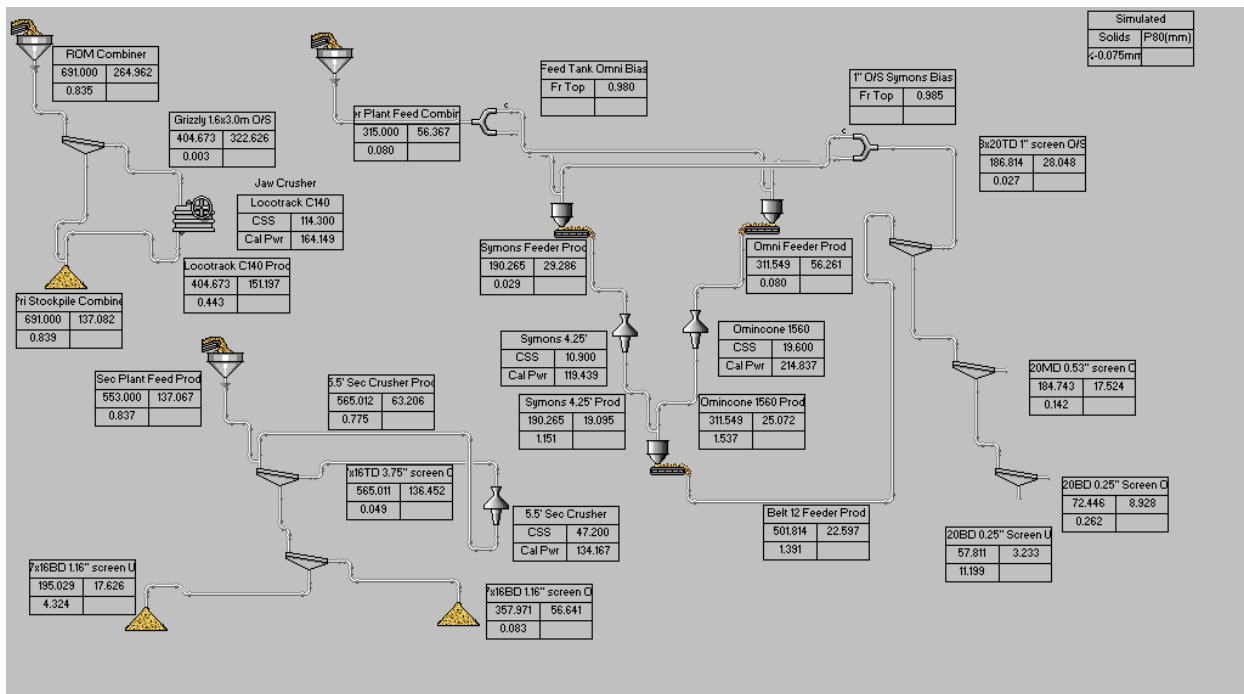 Simulated
Solids P80(mm)
%-0.075mm
ROM Combiner
691.000 264.962
0.835
Grizzly 1.6x3.0m O/S
404.673 322.626
0.003
Jaw Crusher
Locotrack C140
CSS 114.300
Cal Pwr 164.149
Locotrack C140 Prod
404.673 151.197
0.443
Pri Stockpile Combine
691.000 137.082
0.839
er Plant Feed Combin
315.000 56.367
0.080
Feed Tank Omni Bias
Fr Top 0.980
1" O/S Symons Bias
Fr Top 0.985
c
c
8x20TD 1" screen O/S
186.814 28.048
0.027
Symons Feeder Prod
190.265 29.286
0.029
Omni Feeder Prod
311.549 56.261
0.080
Symons 4.25'
CSS 10.900
Cal Pwr 119.439
Omincone 1560
CSS 19.600
Cal Pwr 214.837
Symons 4.25' Prod
190.265 19.095
1.151
Omincone 1560 Prod
311.549 25.072
1.537
20MD 0.53" screen O
184.743 17.524
0.142
20BD 0.25" Screen O
72.446 8.928
0.262
20BD 0.25" Screen U
57.811 3.233
11.199
Belt 12 Feeder Prod
501.814 22.597
1.391
Sec Plant Feed Prod
553.000 137.067
0.837
5.5' Sec Crusher Prod
565.012 63.206
0.775
7x16TD 3.75" screen O
565.011 136.452
0.049
5.5' Sec Crusher
CSS 47.200
Cal Pwr 134.167
7x16BD 1.16" screen U
195.029 17.626
4.324
7x16BD 1.16" screen O
357.971 56.641
0.083